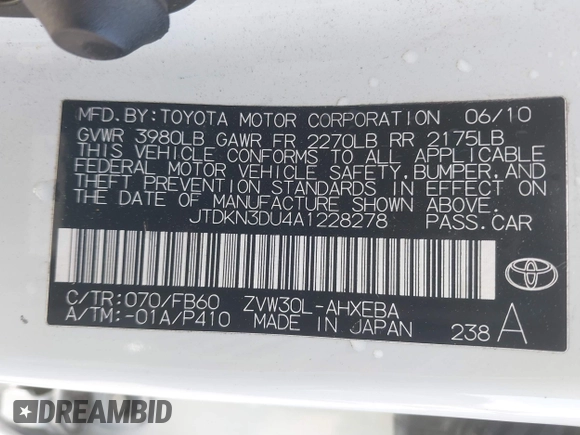 MFD.BY:TOYOTA MOTOR CORPORATION 06/10
GVWR 3980LB GAWR FR 2270LB RR 2175LB
THIS VEHICLE CONFORMS TO ALL APPLICABLE
FEDERAL MOTOR VEHICLE SAFETY, BUMPER, AND
THEFT PREVENTION STANDARDS IN EFFECT ON
THE DATE OF MANUFACTURE SHOWN ABOVE.
JTDKN3DU4A1228278 PASS.CAR
C/TR:070/FB60 ZVW30L-AHXEBA
A/TM:-01A/P410 MADE IN JAPAN 238 A
TOYOTA
DREAMBID